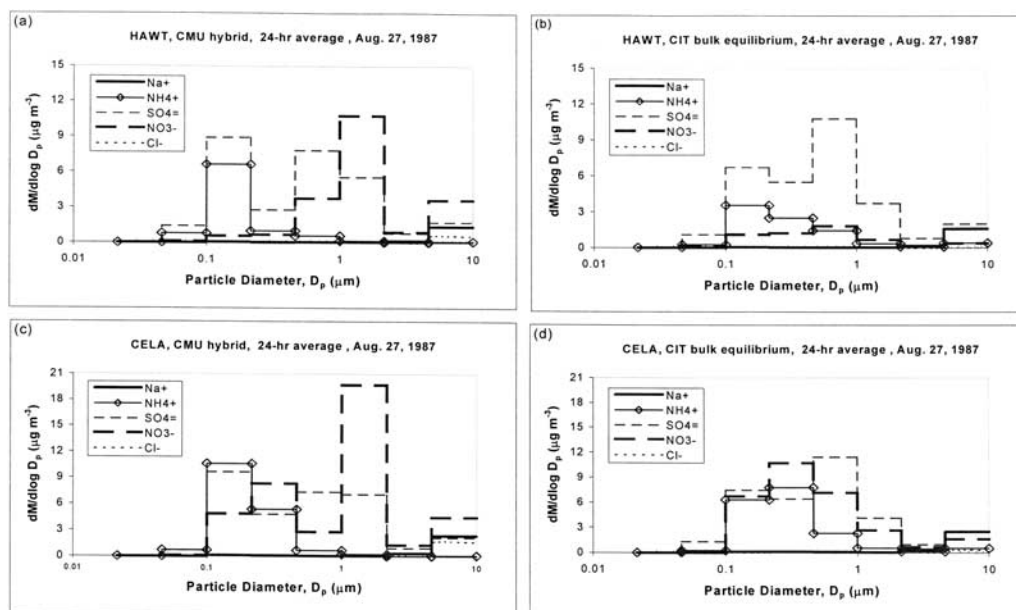 (a)
HAWT, CMU hybrid, 24-hr average , Aug. 27, 1987
dM/dlog Dp (µg m-3)
15
12
9
6
3
0
Na+
NH4+
SO4=
NO3-
Cl-
0.01
0.1
1
10
Particle Diameter, Dp (µm)
(b)
HAWT, CIT bulk equilibrium, 24-hr average, Aug. 27, 1987
dM/dlog Dp (µg m-3)
15
12
9
6
3
0
Na+
NH4+
SO4=
NO3-
Cl-
0.01
0.1
1
10
Particle Diameter, Dp (µm)
(c)
CELA, CMU hybrid, 24-hr average , Aug. 27, 1987
dM/dlog Dp (µg m-3)
21
18
15
12
9
6
3
0
Na+
NH4+
SO4=
NO3-
Cl-
0.01
0.1
1
10
Particle Diameter, Dp (µm)
(d)
CELA, CIT bulk equilibrium, 24-hr average, Aug. 27, 1987
dM/dlog Dp (µg m-3)
21
18
15
12
9
6
3
0
Na+
NH4+
SO4=
NO3-
Cl-
0.01
0.1
1
10
Particle Diameter, Dp (µm)